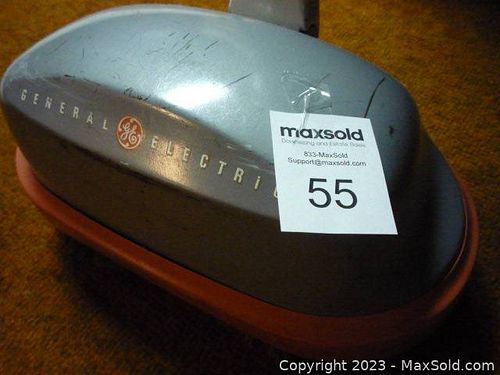 GENERAL GE ELECTRIC
maxsold
Downsizing and Estate Sales
833-MaxSold
Support@maxsold.com
55
Copyright © 2023 - MaxSold.com